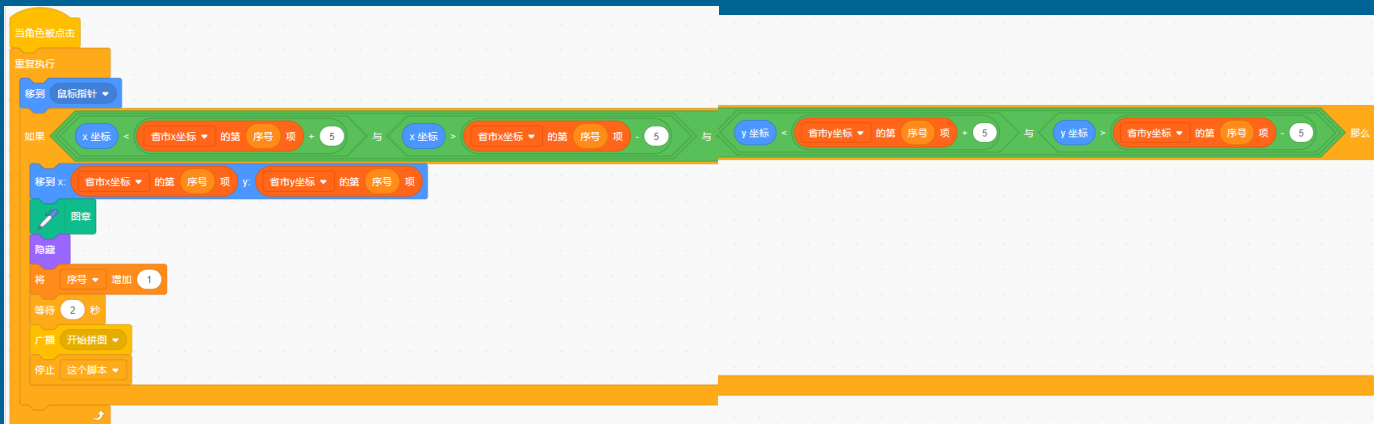 当角色被点击
重复执行
移到 鼠标指针
如果 x 坐标 < 省市x坐标 的第 序号 项 + 5 与 x 坐标 > 省市x坐标 的第 序号 项 - 5 与 y 坐标 < 省市y坐标 的第 序号 项 + 5 与 y 坐标 > 省市y坐标 的第 序号 项 - 5 那么
移到 x: 省市x坐标 的第 序号 项 y: 省市y坐标 的第 序号 项
图章
隐藏
将 序号 增加 1
等待 2 秒
广播 开始拼图
停止 这个脚本